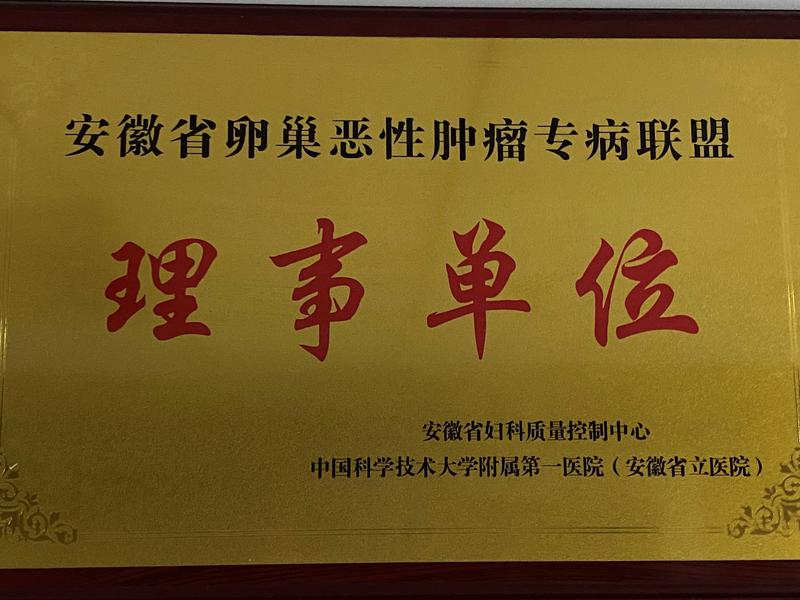 安徽省卵巢恶性肿瘤专病联盟
理事单位
安徽省妇科质量控制中心
中国科学技术大学附属第一医院（安徽省立医院）